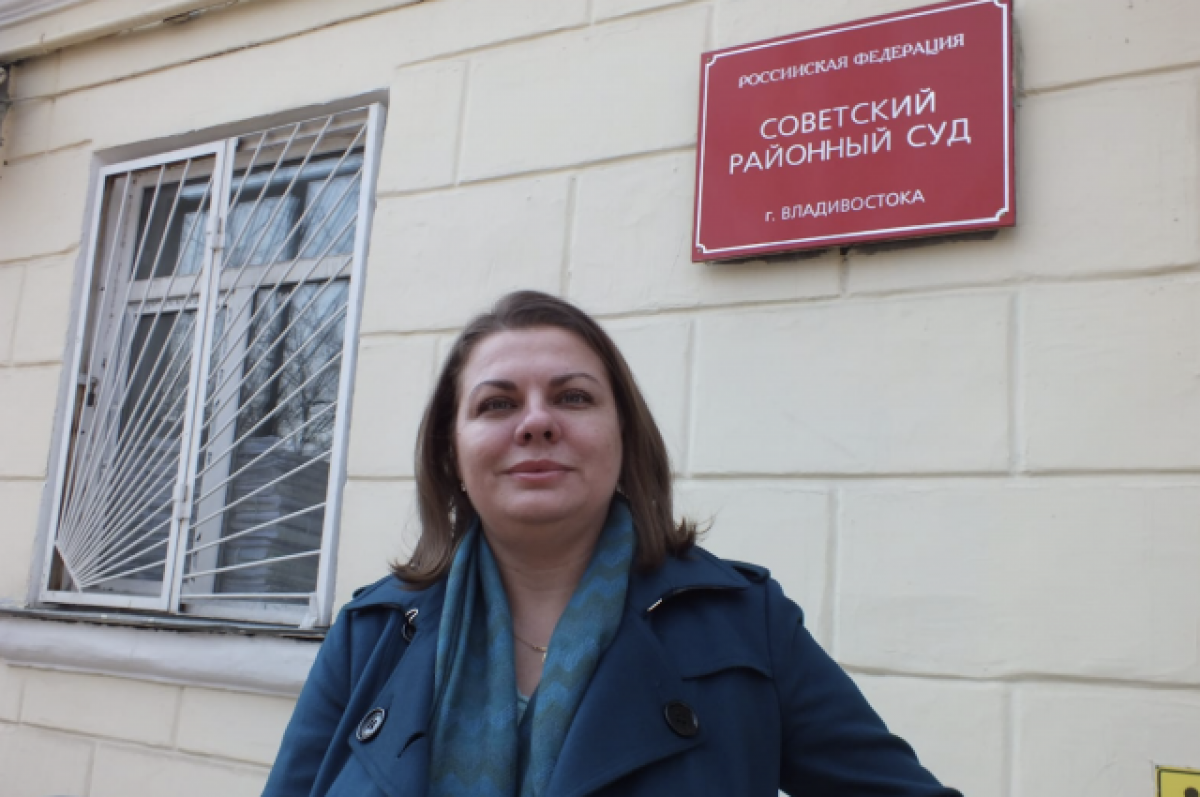 РОССИЙСКАЯ ФЕДЕРАЦИЯ
СОВЕТСКИЙ
РАЙОННЫЙ СУД
г. ВЛАДИВОСТОКА